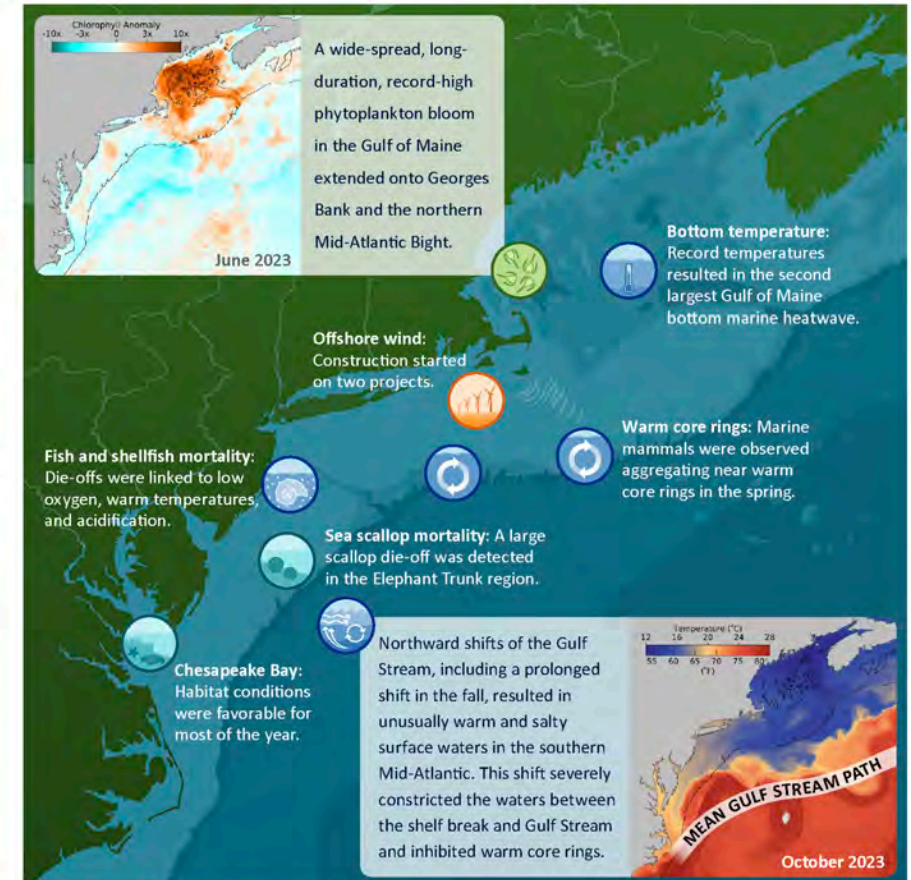 Chlorophyll Anomaly
-10x -3x 0 3x 10x
June 2023
A wide-spread, long-
duration, record-high
phytoplankton bloom
in the Gulf of Maine
extended onto Georges
Bank and the northern
Mid-Atlantic Bight.
Bottom temperature:
Record temperatures
resulted in the second
largest Gulf of Maine
bottom marine heatwave.
Offshore wind:
Construction started
on two projects.
Warm core rings: Marine
mammals were observed
aggregating near warm
core rings in the spring.
Fish and shellfish mortality:
Die-offs were linked to low
oxygen, warm temperatures,
and acidification.
Sea scallop mortality: A large
scallop die-off was detected
in the Elephant Trunk region.
Chesapeake Bay:
Habitat conditions
were favorable for
most of the year.
Northward shifts of the Gulf
Stream, including a prolonged
shift in the fall, resulted in
unusually warm and salty
surface waters in the southern
Mid-Atlantic. This shift severely
constricted the waters between
the shelf break and Gulf Stream
and inhibited warm core rings.
Temperature (°C)
12 16 20 24 28
55 60 65 70 75 80
(°F)
MEAN GULF STREAM PATH
October 2023